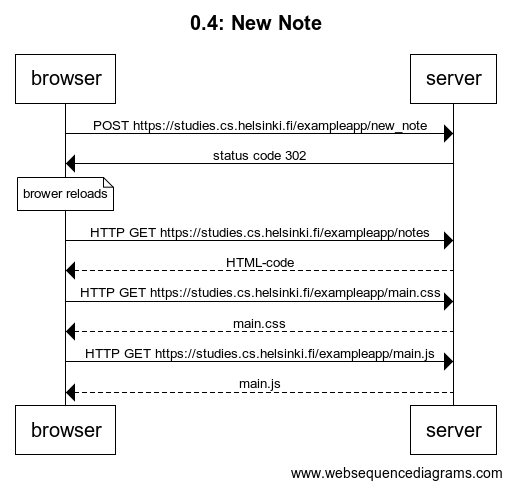 0.4: New Note
browser
server
POST https://studies.cs.helsinki.fi/exampleapp/new_note
status code 302
brower reloads
HTTP GET https://studies.cs.helsinki.fi/exampleapp/notes
HTML-code
HTTP GET https://studies.cs.helsinki.fi/exampleapp/main.css
main.css
HTTP GET https://studies.cs.helsinki.fi/exampleapp/main.js
main.js
browser
server
www.websequencediagrams.com